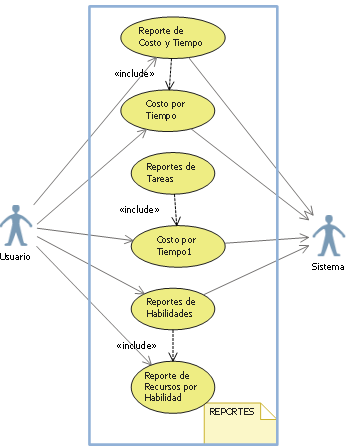 Reporte de
Costo y Tiempo
«include»
Costo por
Tiempo
Reportes de
Tareas
«include»
Usuario
Costo por
Tiempo1
Sistema
Reportes de
Habilidades
«include»
Reporte de
Recursos por
Habilidad
REPORTES